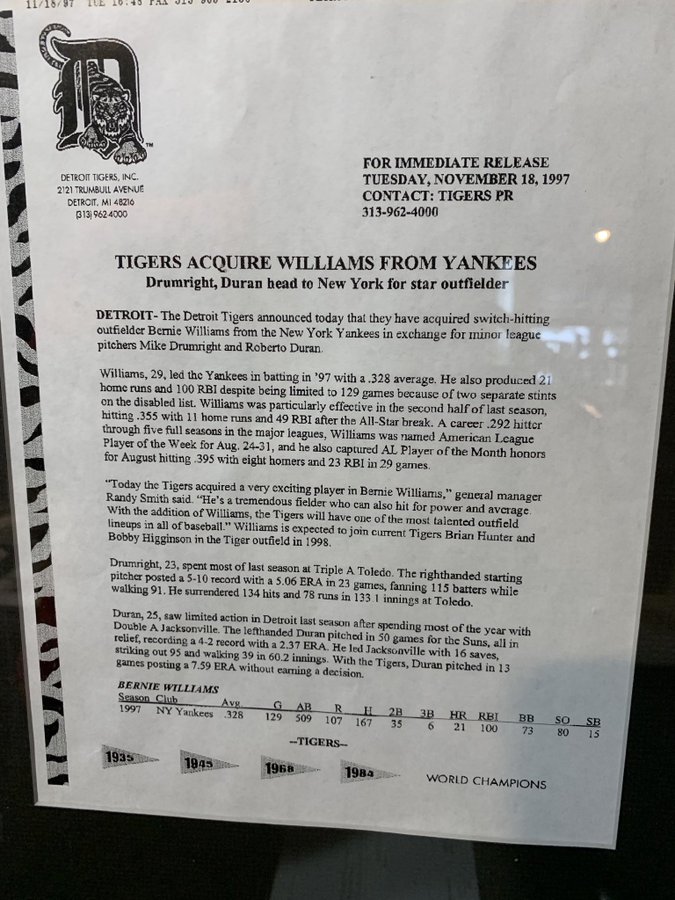 11/18/97 TUE 16:43 FAX 313
D
TM
DETROIT TIGERS, INC.
2121 TRUMBULL AVENUE
DETROIT, MI 48216
(313) 962-4000
FOR IMMEDIATE RELEASE
TUESDAY, NOVEMBER 18, 1997
CONTACT: TIGERS PR
313-962-4000
TIGERS ACQUIRE WILLIAMS FROM YANKEES
Drumright, Duran head to New York for star outfielder
DETROIT- The Detroit Tigers announced today that they have acquired switch-hitting
outfielder Bernie Williams from the New York Yankees in exchange for minor league
pitchers Mike Drumright and Roberto Duran.
Williams, 29, led the Yankees in batting in '97 with a .328 average. He also produced 21
home runs and 100 RBI despite being limited to 129 games because of two separate stints
on the disabled list. Williams was particularly effective in the second half of last season,
hitting .355 with 11 home runs and 49 RBI after the All-Star break. A career .292 hitter
through five full seasons in the major leagues, Williams was named American League
Player of the Week for Aug. 24-31, and he also captured AL Player of the Month honors
for August hitting .395 with eight homers and 23 RBI in 29 games.
"Today the Tigers acquired a very exciting player in Bernie Williams," general manager
Randy Smith said. "He's a tremendous fielder who can also hit for power and average.
With the addition of Williams, the Tigers will have one of the most talented outfield
lineups in all of baseball." Williams is expected to join current Tigers Brian Hunter and
Bobby Higginson in the Tiger outfield in 1998.
Drumright, 23, spent most of last season at Triple A Toledo. The righthanded starting
pitcher posted a 5-10 record with a 5.06 ERA in 23 games, fanning 115 batters while
walking 91. He surrendered 134 hits and 78 runs in 133.1 innings at Toledo.
Duran, 25, saw limited action in Detroit last season after spending most of the year with
Double A Jacksonville. The lefthanded Duran pitched in 50 games for the Suns, all in
relief, recording a 4-2 record with a 2.37 ERA. He led Jacksonville with 16 saves,
striking out 95 and walking 39 in 60.2 innings. With the Tigers, Duran pitched in 13
games posting a 7.59 ERA without earning a decision.
BERNIE WILLIAMS
Season Club Avg. G AB R H 2B 3B HR RBI BB SO SB
1997 NY Yankees .328 129 509 107 167 35 6 21 100 73 80 15
--TIGERS--
1935 1945 1968 1984 WORLD CHAMPIONS